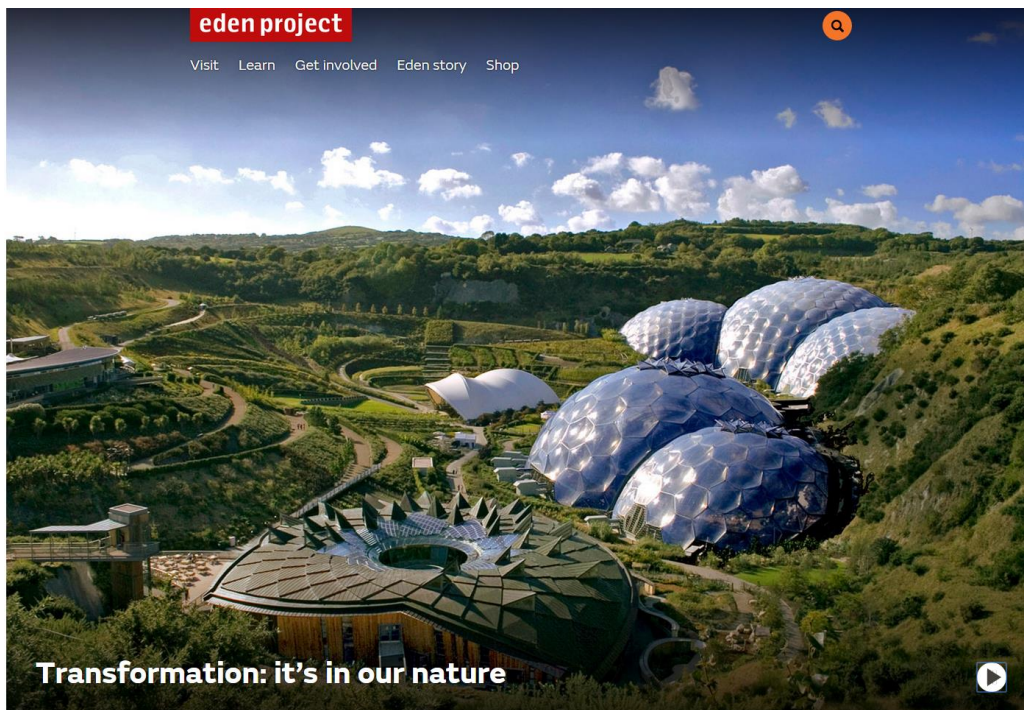 eden project
Visit Learn Get involved Eden story Shop
Transformation: it's in our nature